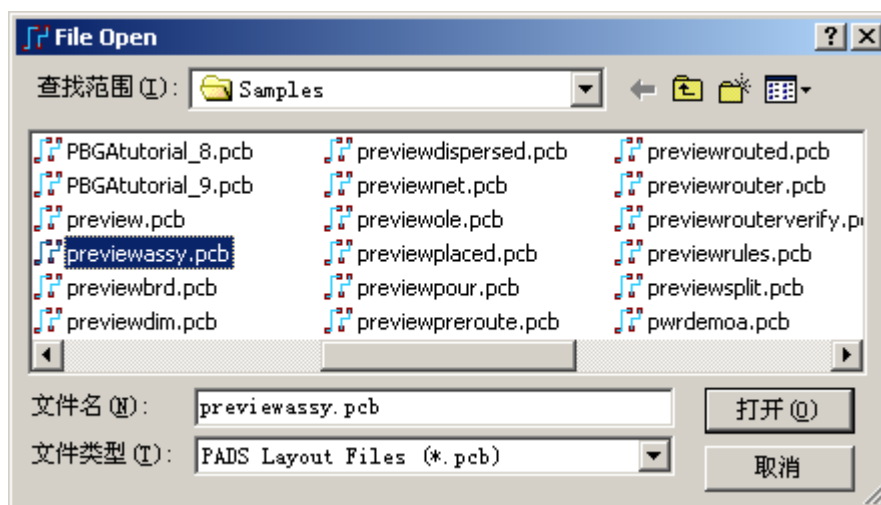 File Open
查找范围(I): Samples
PBGAtutorial_8.pcb previewdispersed.pcb previewrouted.pcb
PBGAtutorial_9.pcb previewnet.pcb previewrouter.pcb
preview.pcb previewole.pcb previewrouterverify.p
previewassy.pcb previewplaced.pcb previewrules.pcb
previewbrd.pcb previewpour.pcb previewsplit.pcb
previewdim.pcb previewpreroute.pcb pwrdemoa.pcb
文件名(N): previewassy.pcb 打开(O)
文件类型(T): PADS Layout Files (*.pcb)
取消